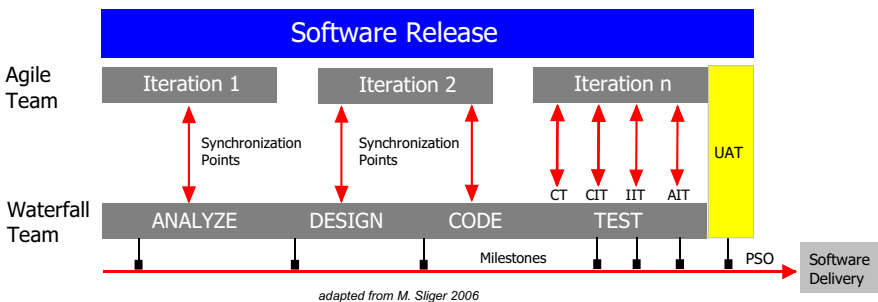 Software Release
Agile
Team
Iteration 1
Iteration 2
Iteration n
Synchronization
Points
Synchronization
Points
UAT
CT
CIT
IIT
AIT
Waterfall
Team
ANALYZE
DESIGN
CODE
TEST
Milestones
PSO
Software
Delivery
adapted from M. Sliger 2006